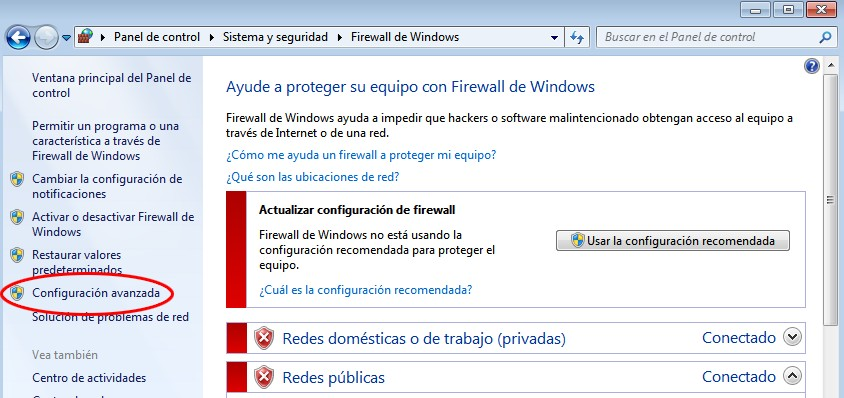 Panel de control ▸ Sistema y seguridad ▸ Firewall de Windows
Buscar en el Panel de control
Ventana principal del Panel de
control
Permitir un programa o una
característica a través de
Firewall de Windows
Cambiar la configuración de
notificaciones
Activar o desactivar Firewall de
Windows
Restaurar valores
predeterminados
Configuración avanzada
Solución de problemas de red
Vea también
Centro de actividades
Ayude a proteger su equipo con Firewall de Windows
Firewall de Windows ayuda a impedir que hackers o software malintencionado obtengan acceso al equipo a
través de Internet o de una red.
¿Cómo me ayuda un firewall a proteger mi equipo?
¿Qué son las ubicaciones de red?
Actualizar configuración de firewall
Firewall de Windows no está usando la
configuración recomendada para proteger el
equipo.
Usar la configuración recomendada
¿Cuál es la configuración recomendada?
Redes domésticas o de trabajo (privadas) Conectado
Redes públicas Conectado